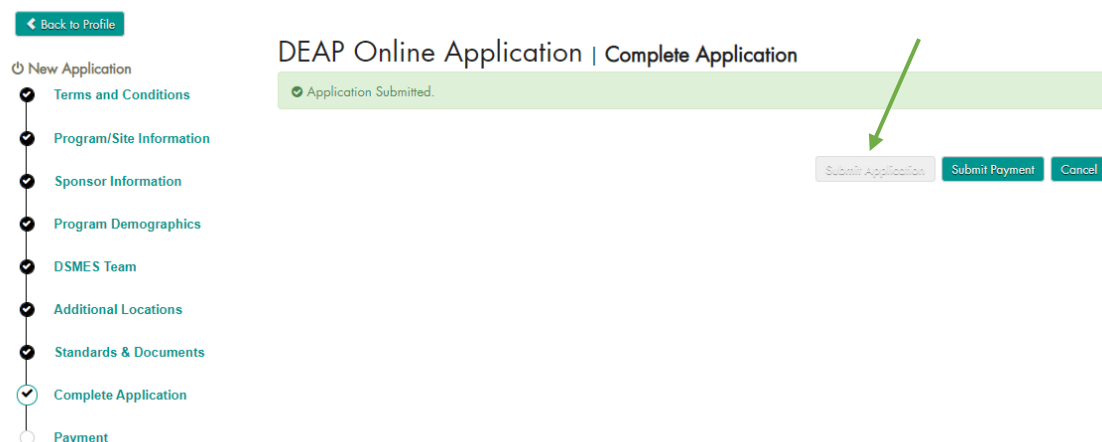 Back to Profile
New Application
Terms and Conditions
Program/Site Information
Sponsor Information
Program Demographics
DSMES Team
Additional Locations
Standards & Documents
Complete Application
Payment
DEAP Online Application | Complete Application
Application Submitted.
Submit Application
Submit Payment
Cancel